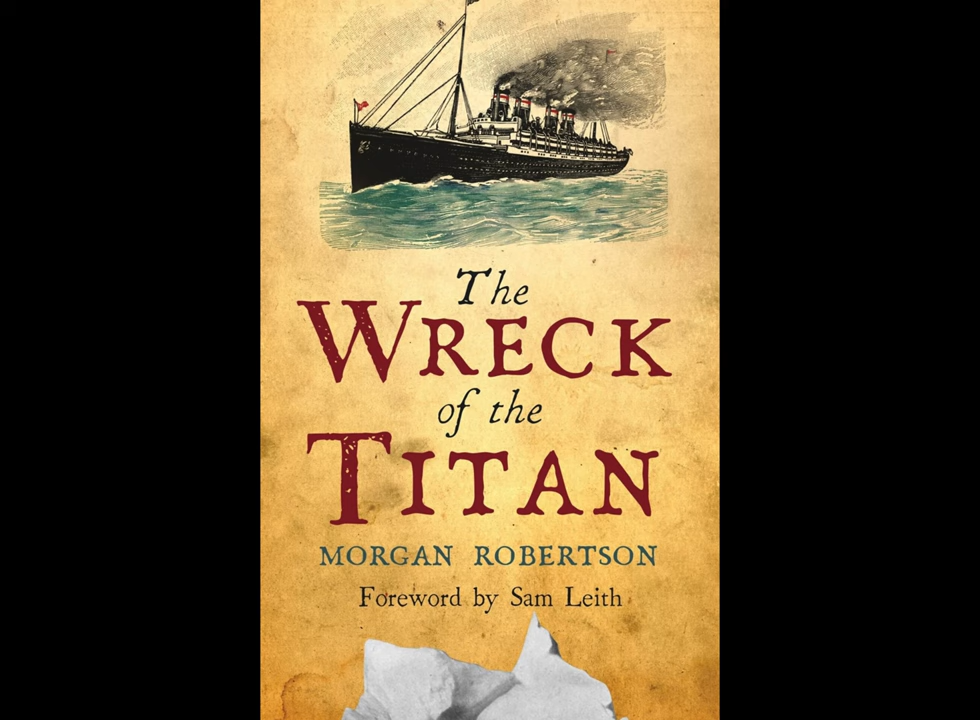 The
WRECK
of the
TITAN
MORGAN ROBERTSON
Foreword by Sam Leith